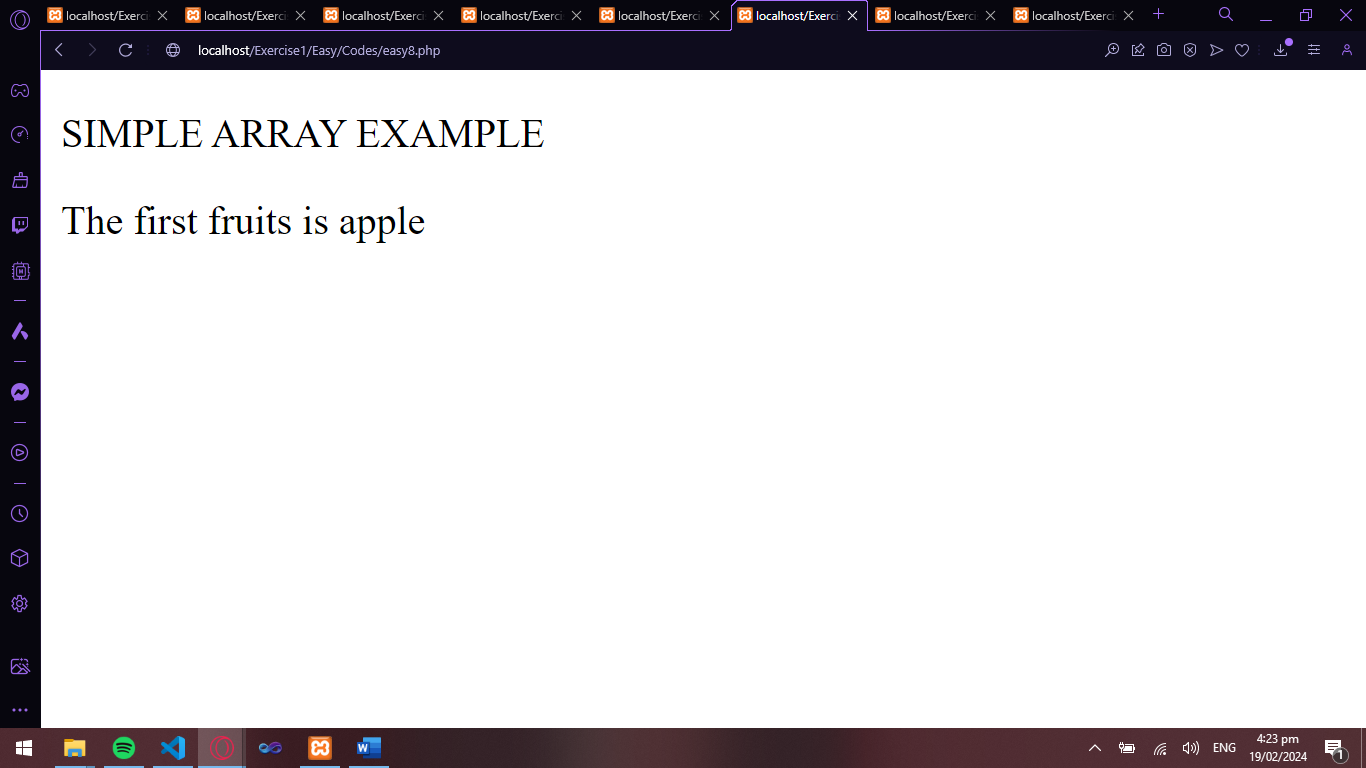 localhost/Exerci localhost/Exerci localhost/Exerci localhost/Exerci localhost/Exerci localhost/Exerci localhost/Exerci localhost/Exerci
localhost/Exercise1/Easy/Codes/easy8.php
SIMPLE ARRAY EXAMPLE
The first fruits is apple
ENG
4:23 pm
19/02/2024
1